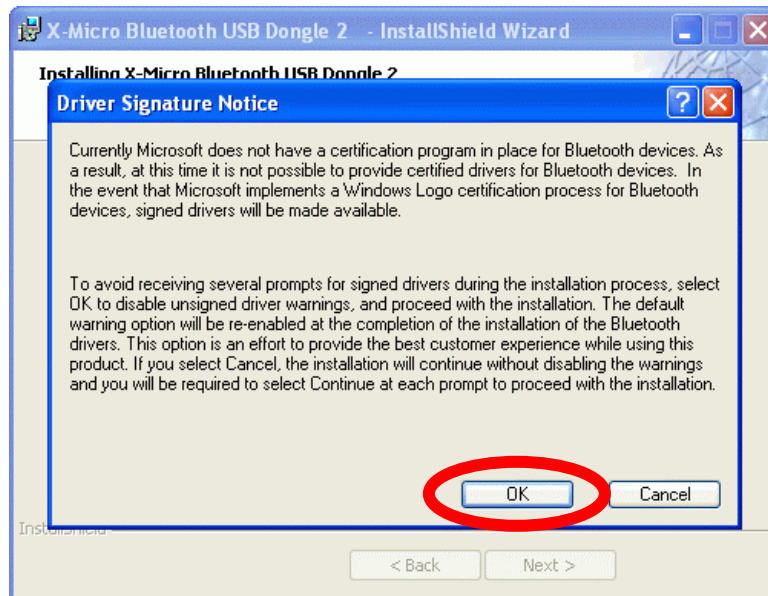 X-Micro Bluetooth USB Dongle 2 - InstallShield Wizard
Installing X-Micro Bluetooth USB Dongle 2
Driver Signature Notice
Currently Microsoft does not have a certification program in place for Bluetooth devices. As
a result, at this time it is not possible to provide certified drivers for Bluetooth devices. In
the event that Microsoft implements a Windows Logo certification process for Bluetooth
devices, signed drivers will be made available.
To avoid receiving several prompts for signed drivers during the installation process, select
OK to disable unsigned driver warnings, and proceed with the installation. The default
warning option will be re-enabled at the completion of the installation of the Bluetooth
drivers. This option is an effort to provide the best customer experience while using this
product. If you select Cancel, the installation will continue without disabling the warnings
and you will be required to select Continue at each prompt to proceed with the installation.
OK Cancel
InstallShield
< Back Next >